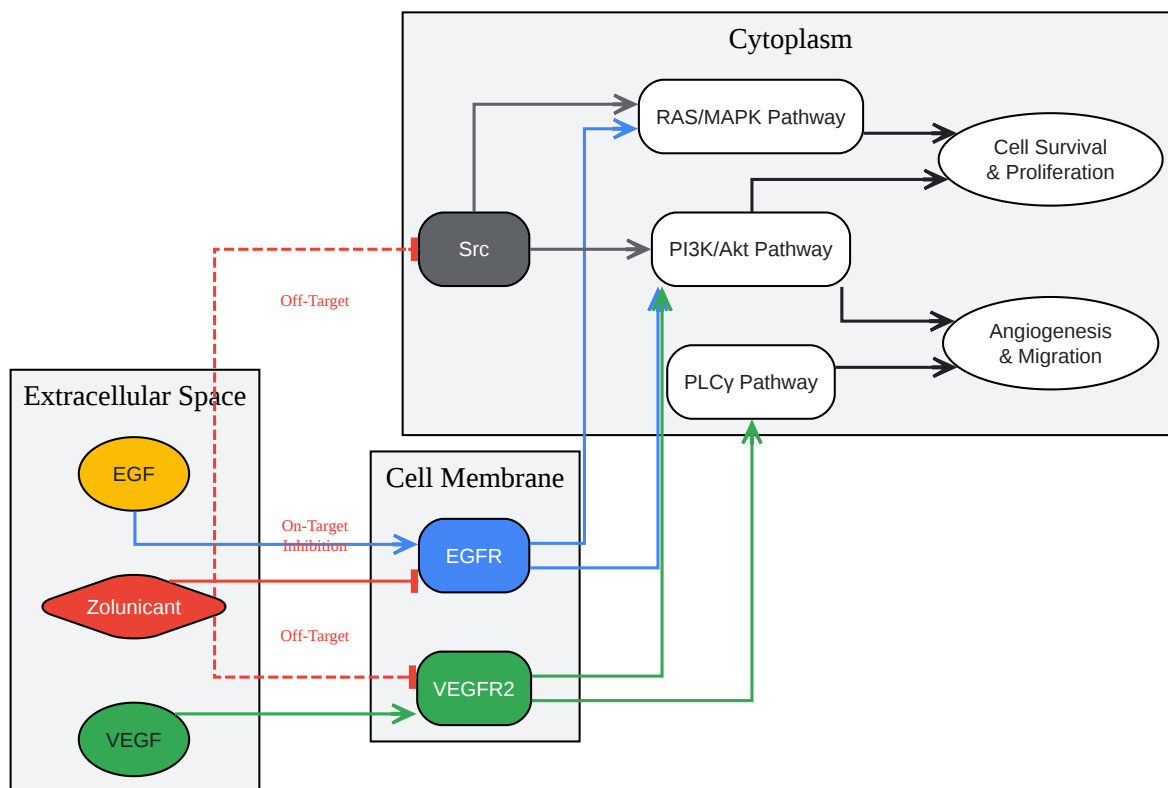 Cytoplasm
RAS/MAPK Pathway
Cell Survival
& Proliferation
Src
PI3K/Akt Pathway
Off-Target
Angiogenesis
& Migration
PLCγ Pathway
Extracellular Space
EGF
Cell Membrane
On-Target
Inhibition
EGFR
Zolunicant
Off-Target
VEGFR2
VEGF